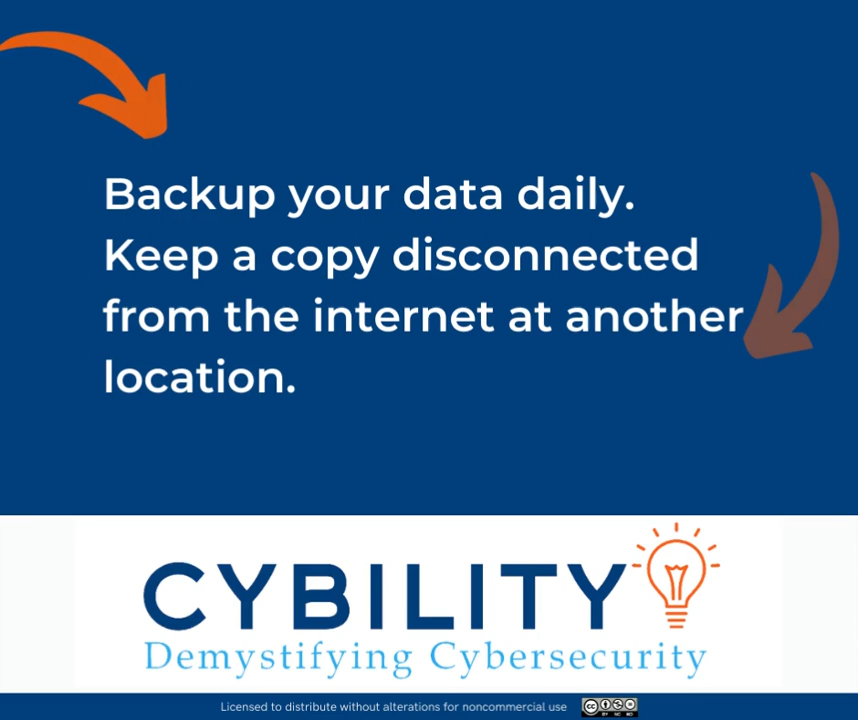 Backup your data daily.
Keep a copy disconnected
from the internet at another
location.
CYBILITY
Demystifying Cybersecurity
Licensed to distribute without alterations for noncommercial use